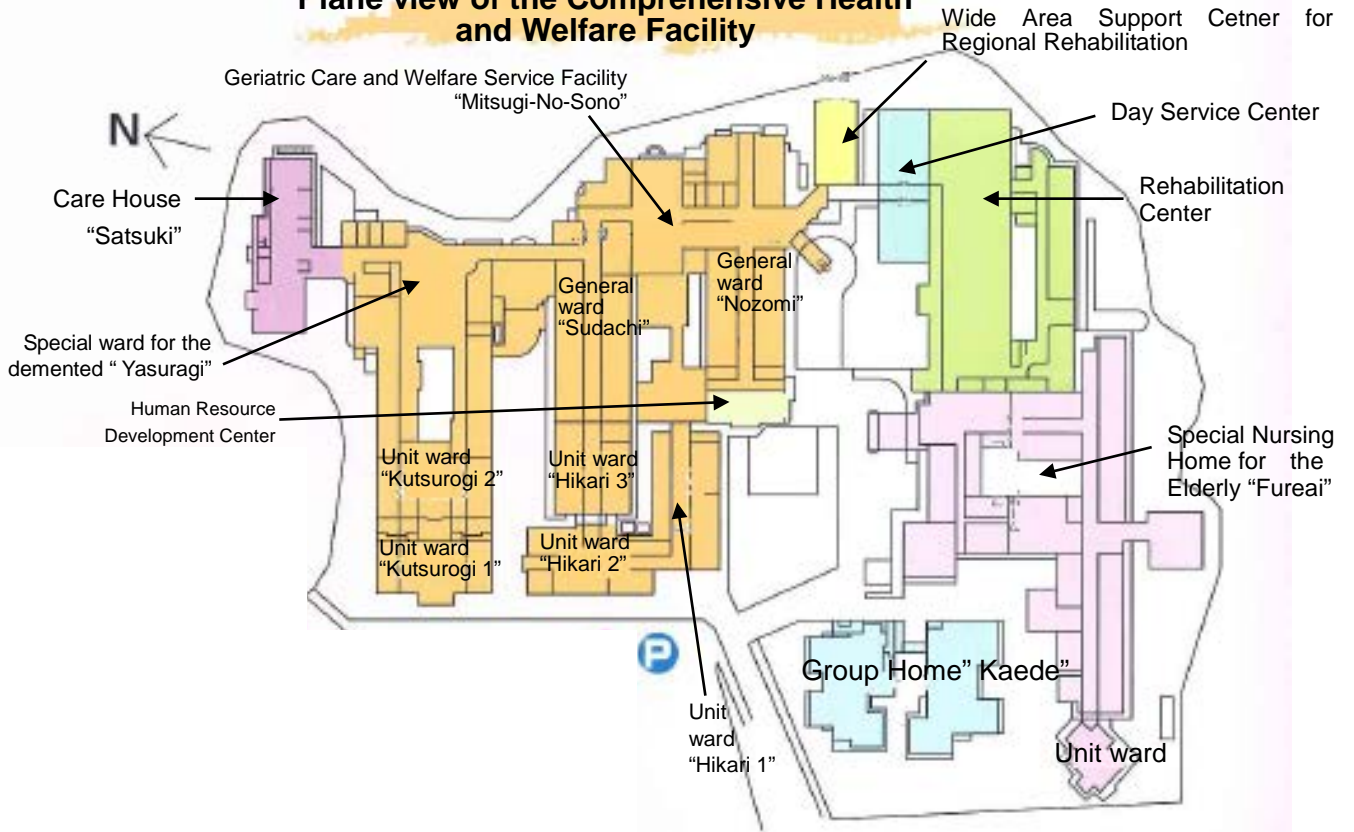 Plane view of the Comprehensive Health
and Welfare Facility
Wide Area Support Cetner for
Regional Rehabilitation
Geriatric Care and Welfare Service Facility
“Mitsugi-No-Sono”
Day Service Center
N
Care House
“Satsuki”
Rehabilitation
Center
General
ward
“Nozomi”
General
ward
“Sudachi”
Special ward for the
demented “ Yasuragi”
Human Resource
Development Center
Unit ward
“Kutsurogi 2”
Unit ward
“Hikari 3”
Special Nursing
Home for the
Elderly “Fureai”
Unit ward
“Kutsurogi 1”
Unit ward
“Hikari 2”
P
Group Home” Kaede”
Unit
ward
“Hikari 1”
Unit ward